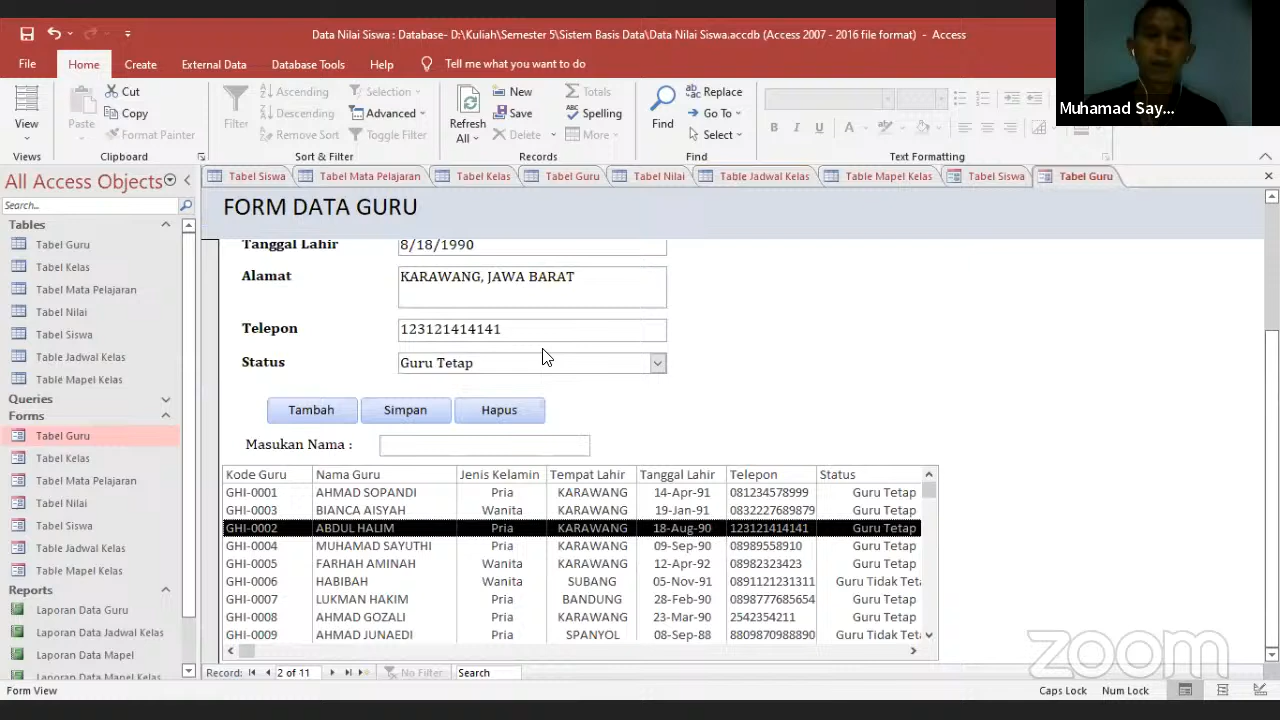 Data Nilai Siswa : Database- D:\Kuliah\Semester 5\Sistem Basis Data\Data Nilai Siswa.accdb (Access 2007 - 2016 file format) - Access
File Home Create External Data Database Tools Help Tell me what you want to do
View
Views
Paste
Cut
Copy
Format Painter
Clipboard
Filter
Ascending
Descending
Remove Sort
Selection
Advanced
Toggle Filter
Sort & Filter
Refresh
All
New
Save
Delete
Totals
Spelling
More
Records
Find
Replace
Go To
Select
Find
B I U A
Text Formatting
Muhamad Say...
All Access Objects
Search...
Tables
Tabel Guru
Tabel Kelas
Tabel Mata Pelajaran
Tabel Nilai
Tabel Siswa
Table Jadwal Kelas
Table Mapel Kelas
Queries
Forms
Tabel Guru
Tabel Kelas
Tabel Mata Pelajaran
Tabel Nilai
Tabel Siswa
Table Jadwal Kelas
Table Mapel Kelas
Reports
Laporan Data Guru
Laporan Data Jadwal Kelas
Laporan Data Mapel
Laporan Data Mapel Kelas
Tabel Siswa Tabel Mata Pelajaran Tabel Kelas Tabel Guru Tabel Nilai Table Jadwal Kelas Table Mapel Kelas Tabel Siswa Tabel Guru
FORM DATA GURU
Tanggal Lahir 8/18/1990
Alamat KARAWANG, JAWA BARAT
Telepon 123121414141
Status Guru Tetap
Tambah Simpan Hapus
Masukan Nama :
Kode Guru Nama Guru Jenis Kelamin Tempat Lahir Tanggal Lahir Telepon Status
GHI-0001 AHMAD SOPANDI Pria KARAWANG 14-Apr-91 081234578999 Guru Tetap
GHI-0003 BIANCA AISYAH Wanita KARAWANG 19-Jan-91 0832227689879 Guru Tetap
GHI-0002 ABDUL HALIM Pria KARAWANG 18-Aug-90 123121414141 Guru Tetap
GHI-0004 MUHAMAD SAYUTHI Pria KARAWANG 09-Sep-90 08989558910 Guru Tetap
GHI-0005 FARHAH AMINAH Wanita KARAWANG 12-Apr-92 08982323423 Guru Tetap
GHI-0006 HABIBAH Wanita SUBANG 05-Nov-91 0891121231311 Guru Tidak Teta
GHI-0007 LUKMAN HAKIM Pria BANDUNG 28-Feb-90 0898777685654 Guru Tetap
GHI-0008 AHMAD GOZALI Pria KARAWANG 23-Mar-90 2542354211 Guru Tetap
GHI-0009 AHMAD JUNAEDI Pria SPANYOL 08-Sep-88 8809870988890 Guru Tidak Teta
Record: 2 of 11 No Filter Search
Form View
Caps Lock Num Lock
zoom